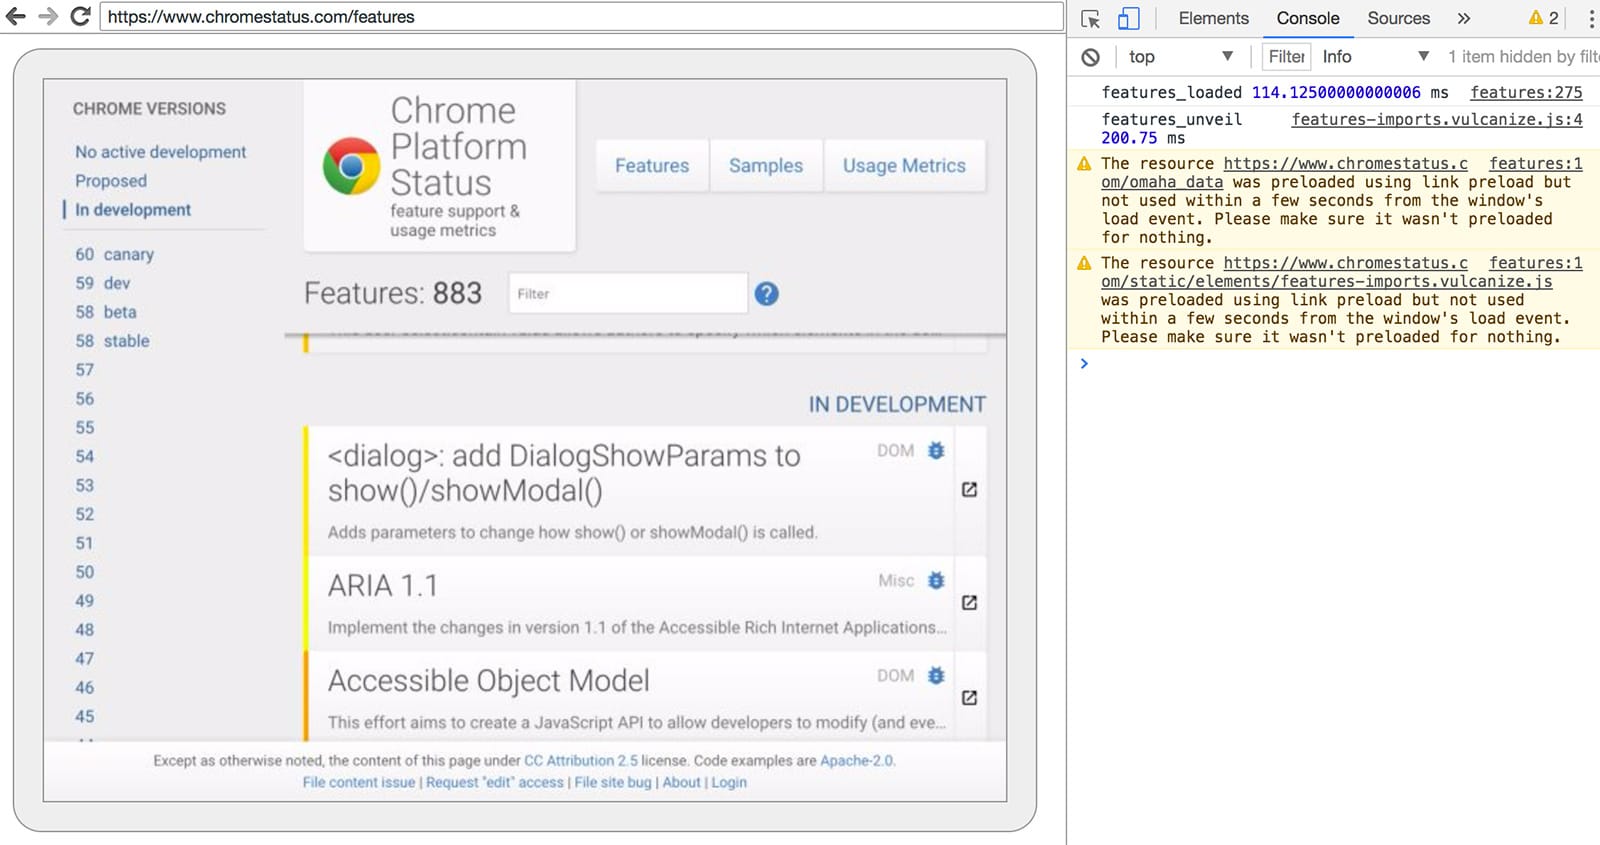 https://www.chromestatus.com/features
CHROME VERSIONS
No active development
Proposed
In development
60 canary
59 dev
58 beta
58 stable
57
56
55
54
53
52
51
50
49
48
47
46
45
Chrome
Platform
Status
feature support &
usage metrics
Features
Samples
Usage Metrics
Features: 883
Filter
?
IN DEVELOPMENT
<dialog>: add DialogShowParams to
show()/showModal()
DOM
Adds parameters to change how show() or showModal() is called.
ARIA 1.1
Misc
Implement the changes in version 1.1 of the Accessible Rich Internet Applications...
Accessible Object Model
DOM
This effort aims to create a JavaScript API to allow developers to modify (and eve...
Except as otherwise noted, the content of this page under CC Attribution 2.5 license. Code examples are Apache-2.0.
File content issue | Request "edit" access | File site bug | About | Login
Elements
Console
Sources
»
2
top
Filter
Info
1 item hidden by filte
features_loaded 114.12500000000006 ms features:275
features_unveil features-imports.vulcanize.js:4
200.75 ms
The resource https://www.chromestatus.c features:1
om/omaha_data was preloaded using link preload but
not used within a few seconds from the window's
load event. Please make sure it wasn't preloaded
for nothing.
The resource https://www.chromestatus.c features:1
om/static/elements/features-imports.vulcanize.js
was preloaded using link preload but not used
within a few seconds from the window's load event.
Please make sure it wasn't preloaded for nothing.